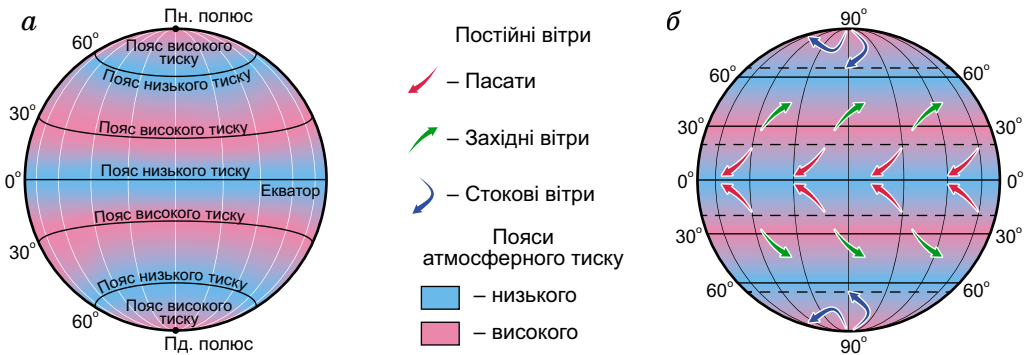 а
Пн. полюс
60°
Пояс високого
тиску
Пояс низького тиску
30°
Пояс високого тиску
Пояс низького тиску
0°
Екватор
Пояс високого тиску
30°
Пояс низького тиску
Пояс високого
тиску
60°
Пд. полюс
Постійні вітри
– Пасати
– Західні вітри
– Стокові вітри
Пояси
атмосферного тиску
– низького
– високого
б
90°
60°
60°
30°
30°
0°
0°
30°
30°
60°
60°
90°